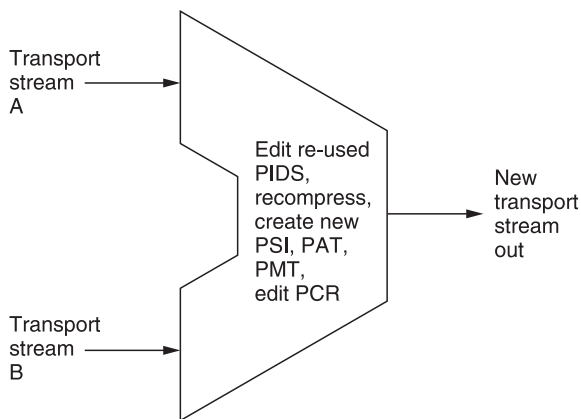 Transport
stream
A
Edit re-used
PIDS,
recompress,
create new
PSI, PAT,
PMT,
edit PCR
New
transport
stream
out
Transport
stream
B